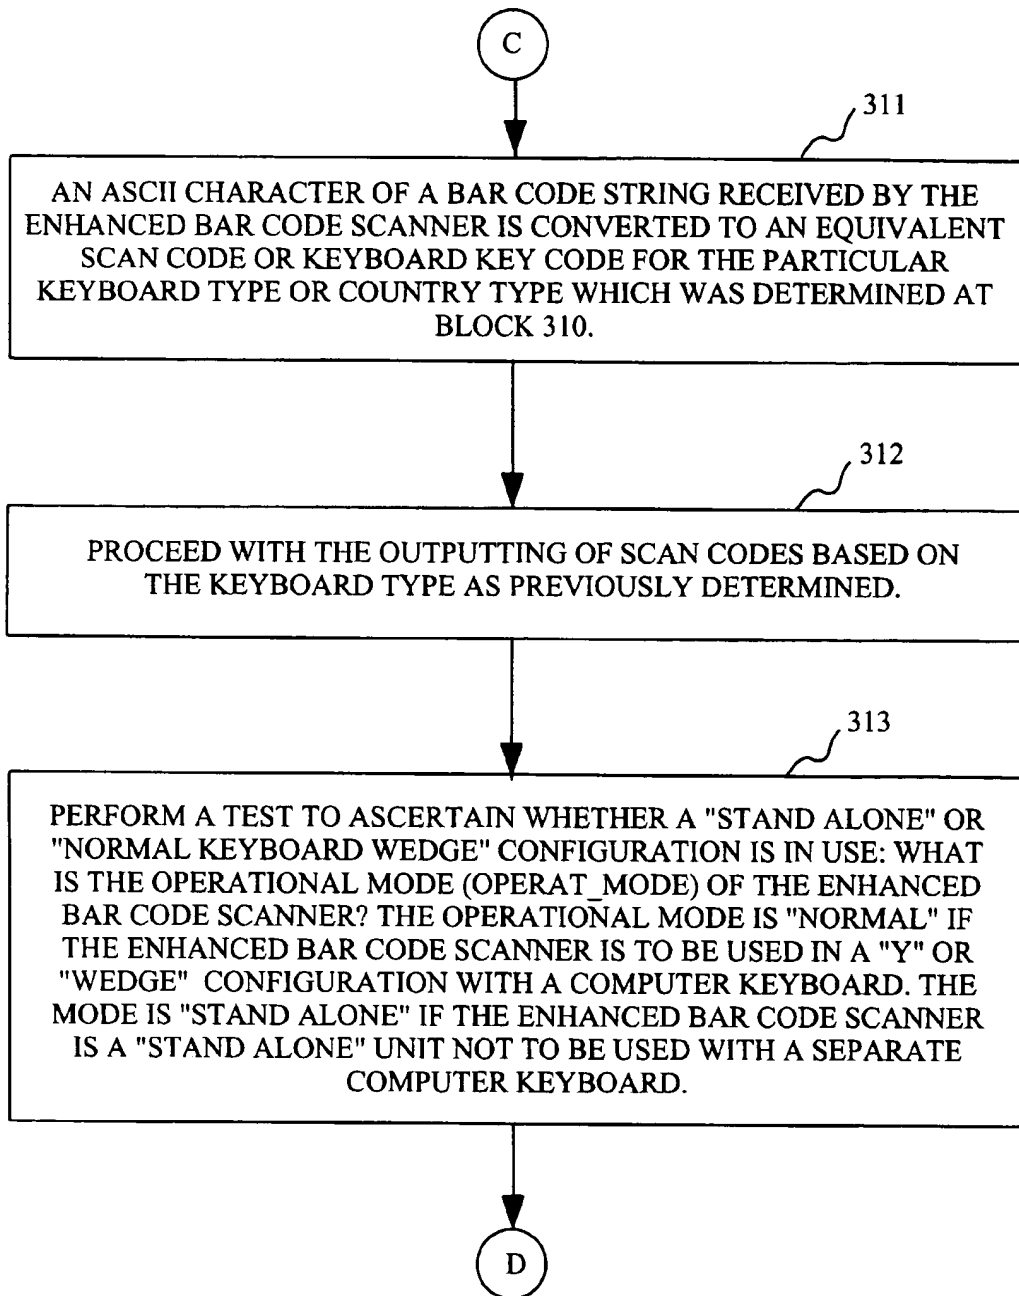 C
311
AN ASCII CHARACTER OF A BAR CODE STRING RECEIVED BY THE
ENHANCED BAR CODE SCANNER IS CONVERTED TO AN EQUIVALENT
SCAN CODE OR KEYBOARD KEY CODE FOR THE PARTICULAR
KEYBOARD TYPE OR COUNTRY TYPE WHICH WAS DETERMINED AT
BLOCK 310.
312
PROCEED WITH THE OUTPUTTING OF SCAN CODES BASED ON
THE KEYBOARD TYPE AS PREVIOUSLY DETERMINED.
313
PERFORM A TEST TO ASCERTAIN WHETHER A "STAND ALONE" OR
"NORMAL KEYBOARD WEDGE" CONFIGURATION IS IN USE: WHAT
IS THE OPERATIONAL MODE (OPERAT_MODE) OF THE ENHANCED
BAR CODE SCANNER? THE OPERATIONAL MODE IS "NORMAL" IF
THE ENHANCED BAR CODE SCANNER IS TO BE USED IN A "Y" OR
"WEDGE" CONFIGURATION WITH A COMPUTER KEYBOARD. THE
MODE IS "STAND ALONE" IF THE ENHANCED BAR CODE SCANNER
IS A "STAND ALONE" UNIT NOT TO BE USED WITH A SEPARATE
COMPUTER KEYBOARD.
D